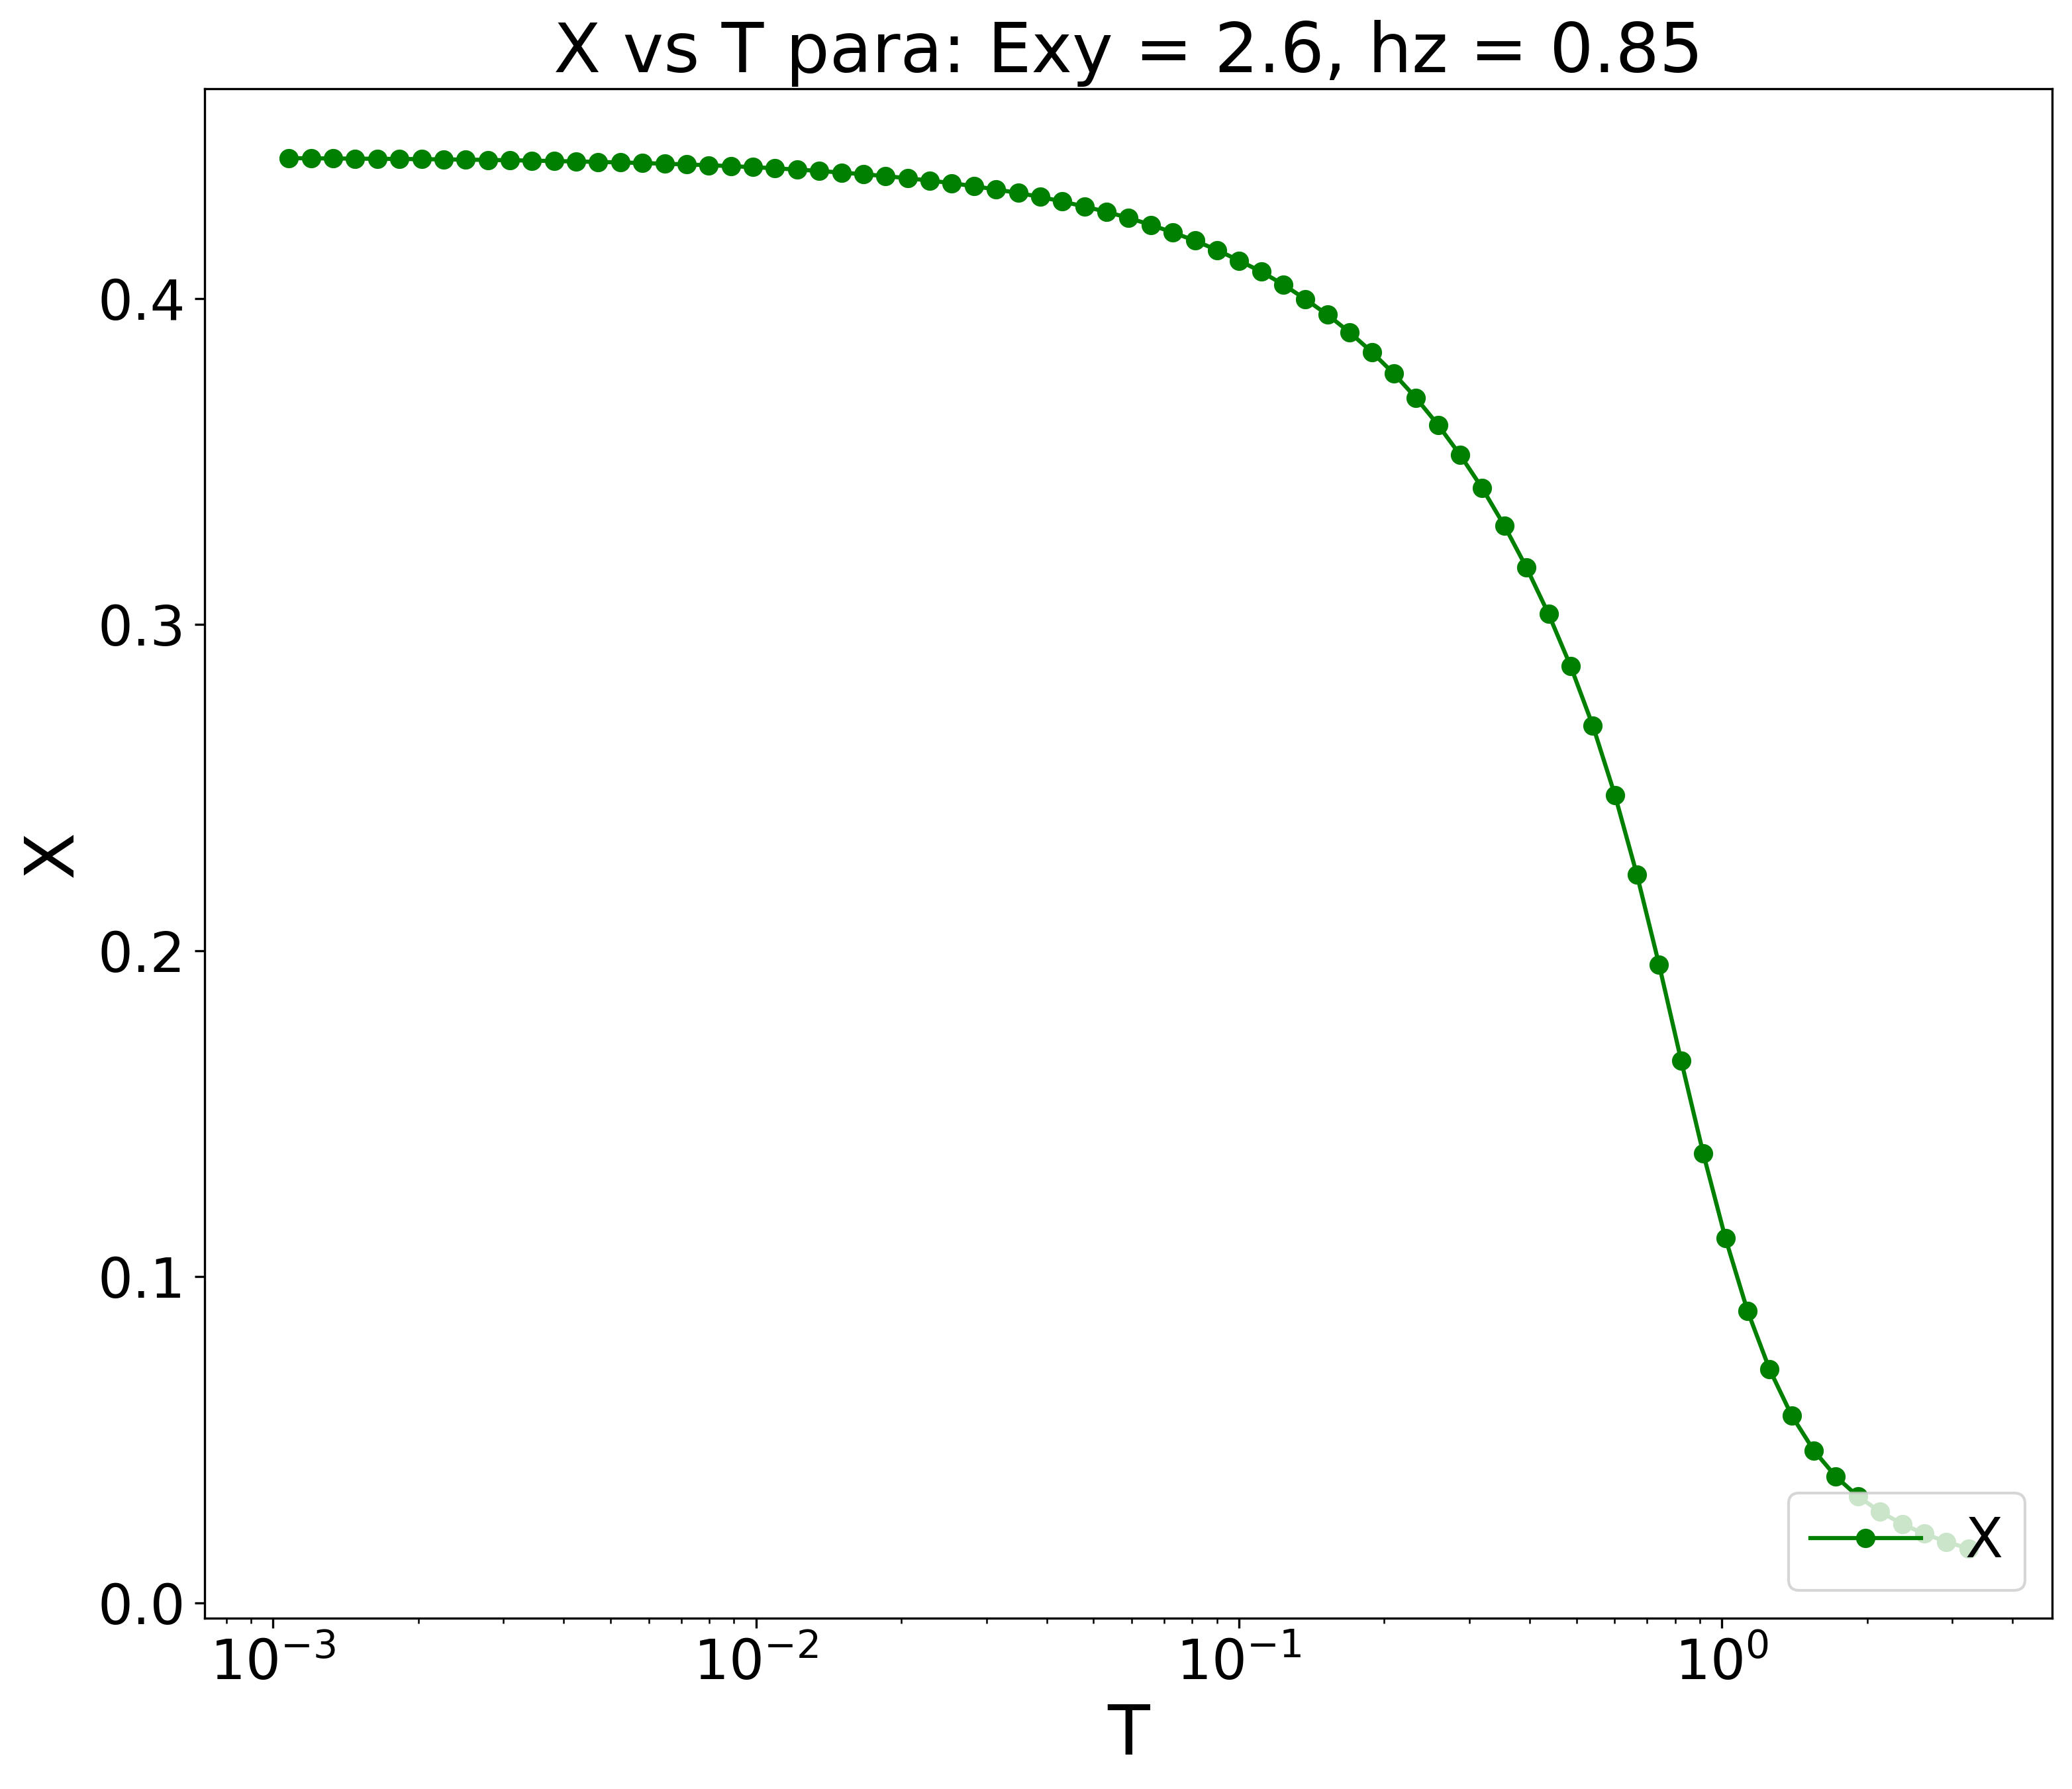 X vs T para: Exy = 2.6, hz = 0.85
X
0.4
0.3
0.2
0.1
0.0
10⁻³ 10⁻² 10⁻¹ 10⁰
T
X